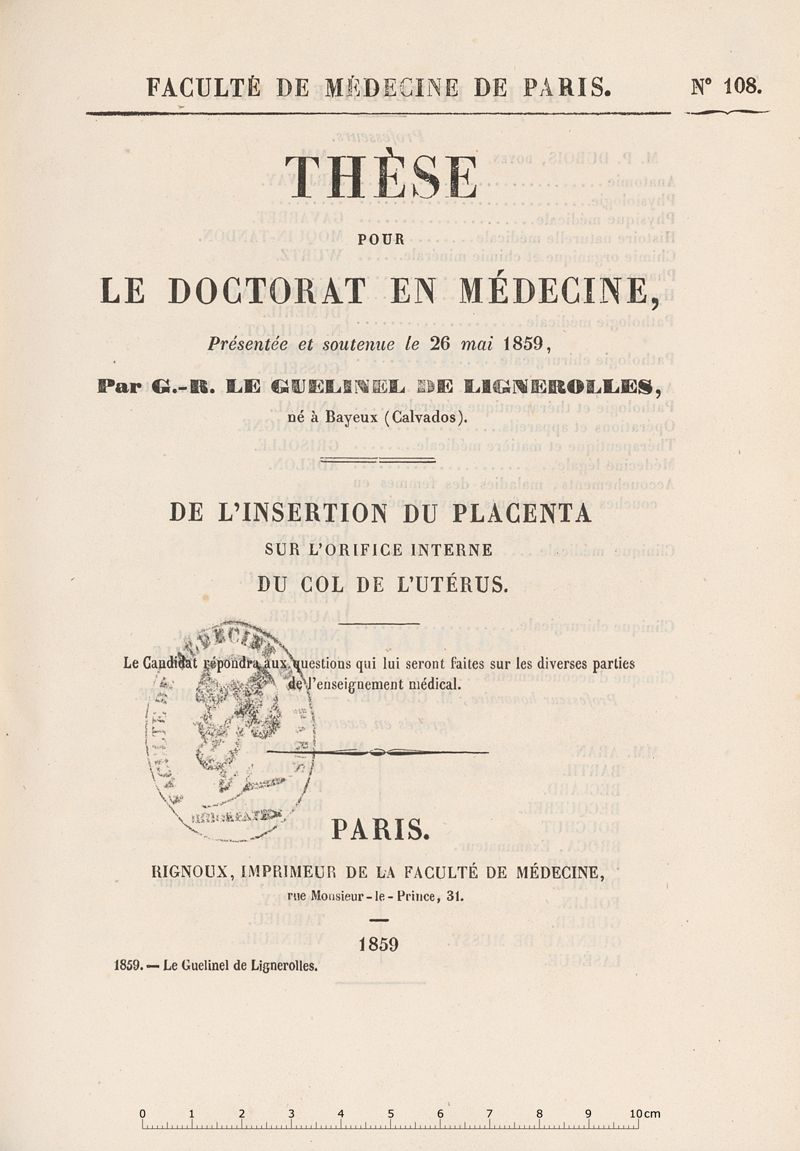 FACULTÉ DE MÉDECINE DE PARIS. N° 108.
THÈSE
POUR
LE DOCTORAT EN MÉDECINE,
Présentée et soutenue le 26 mai 1859,
Par G.-R. LE GUELINEL DE LIGNEROLLES,
né à Bayeux (Calvados).
DE L'INSERTION DU PLACENTA
SUR L'ORIFICE INTERNE
DU COL DE L'UTÉRUS.
Le Candidat répondra aux questions qui lui seront faites sur les diverses parties
de l'enseignement médical.
PARIS.
RIGNOUX, IMPRIMEUR DE LA FACULTÉ DE MÉDECINE,
rue Monsieur-le-Prince, 31.
1859
1859. — Le Guelinel de Lignerolles.
0 1 2 3 4 5 6 7 8 9 10 cm